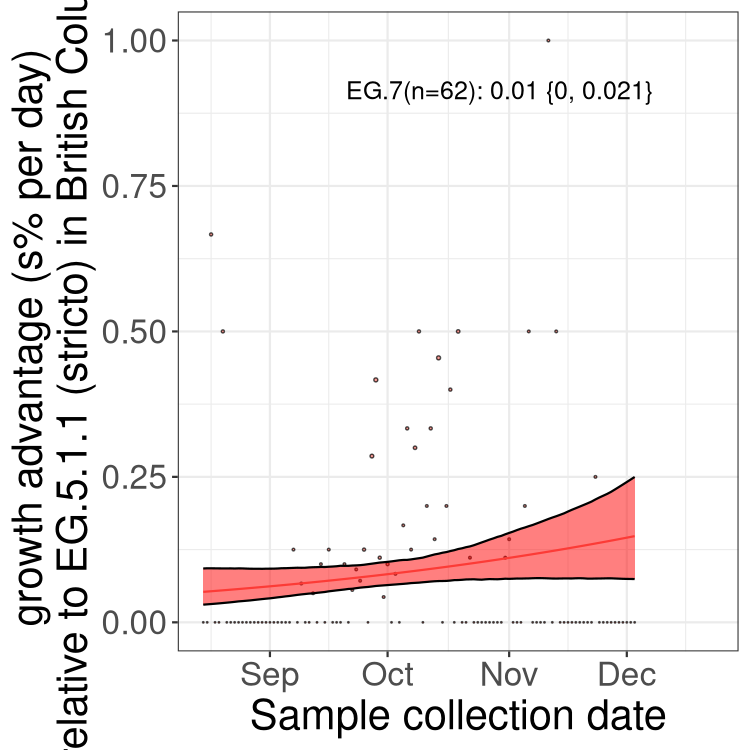 growth advantage (s% per day)
relative to EG.5.1.1 (stricto) in British Colu
1.00
0.75
0.50
0.25
0.00
EG.7(n=62): 0.01 {0, 0.021}
Sep Oct Nov Dec
Sample collection date